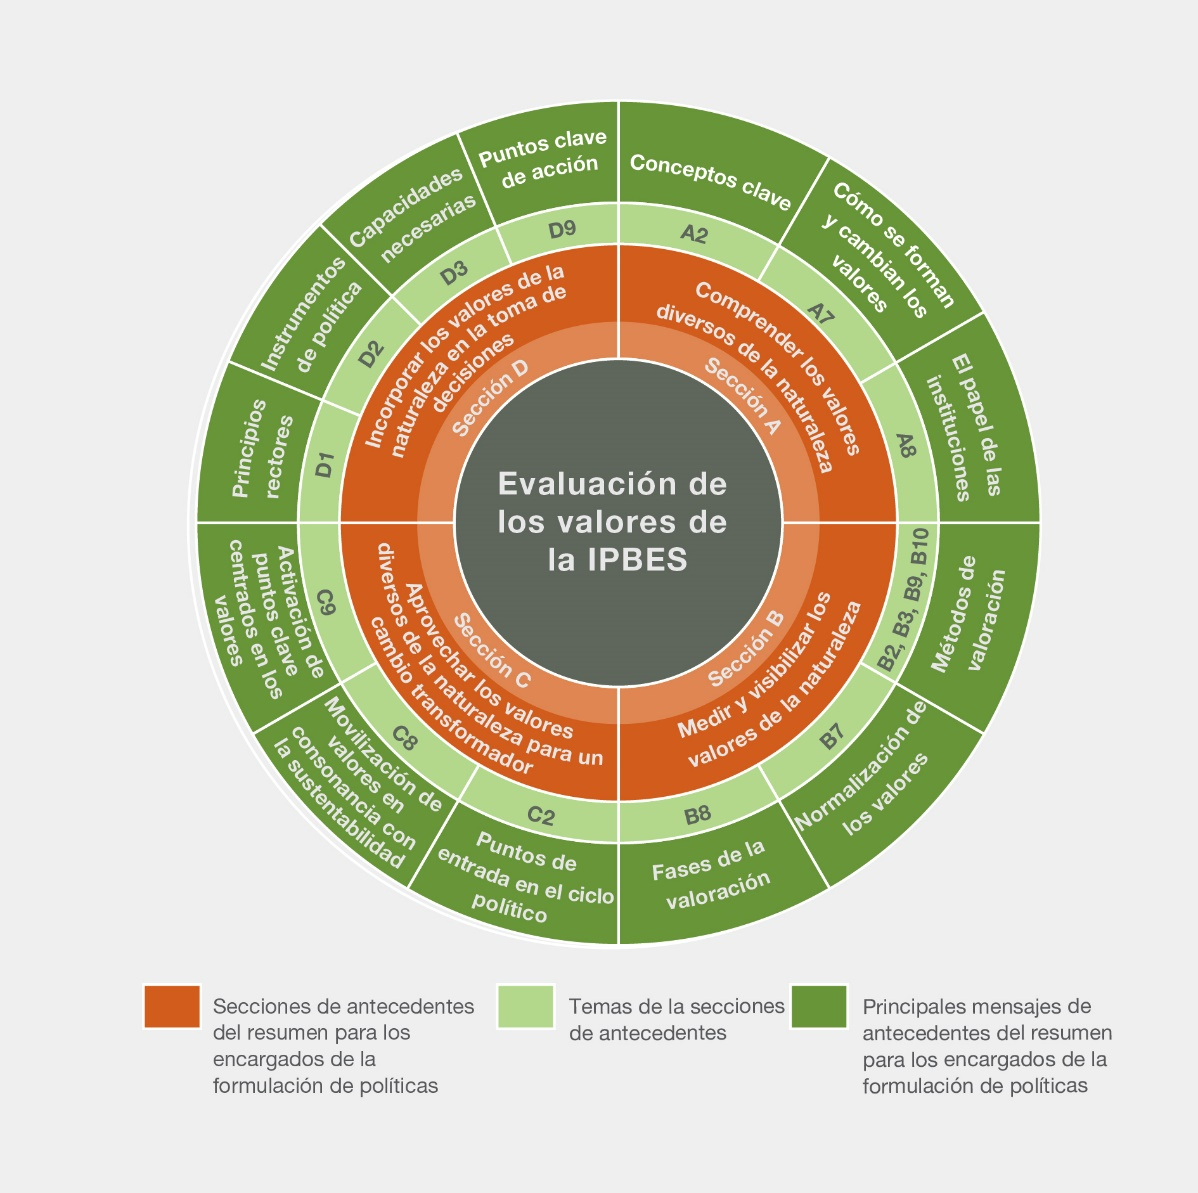 Puntos clave
de acción
Conceptos clave
Cómo se forman
y cambian los
valores
El papel de las
instituciones
Métodos de
valoración
Normalización de
los valores
Fases de la
valoración
Puntos de
entrada en el ciclo
político
Movilización de
valores en
consonancia con
la sustentabilidad
Activación de
puntos clave
centrados en los
valores
Principios
rectores
Instrumentos
de política
Capacidades
necesarias
D9
A2
A7
A8
B2, B3, B9, B10
B7
B8
C2
C8
C9
D1
D2
D3
Comprender los valores
diversos de la naturaleza
Sección A
Medir y visibilizar los
valores de la naturaleza
Sección B
Aprovechar los valores
diversos de la naturaleza para un
cambio transformador
Sección C
Incorporar los valores de la
naturaleza en la toma de
decisiones
Sección D
Evaluación de
los valores de
la IPBES
Secciones de antecedentes
del resumen para los
encargados de la
formulación de políticas
Temas de la secciones
de antecedentes
Principales mensajes de
antecedentes del resumen
para los encargados de la
formulación de políticas